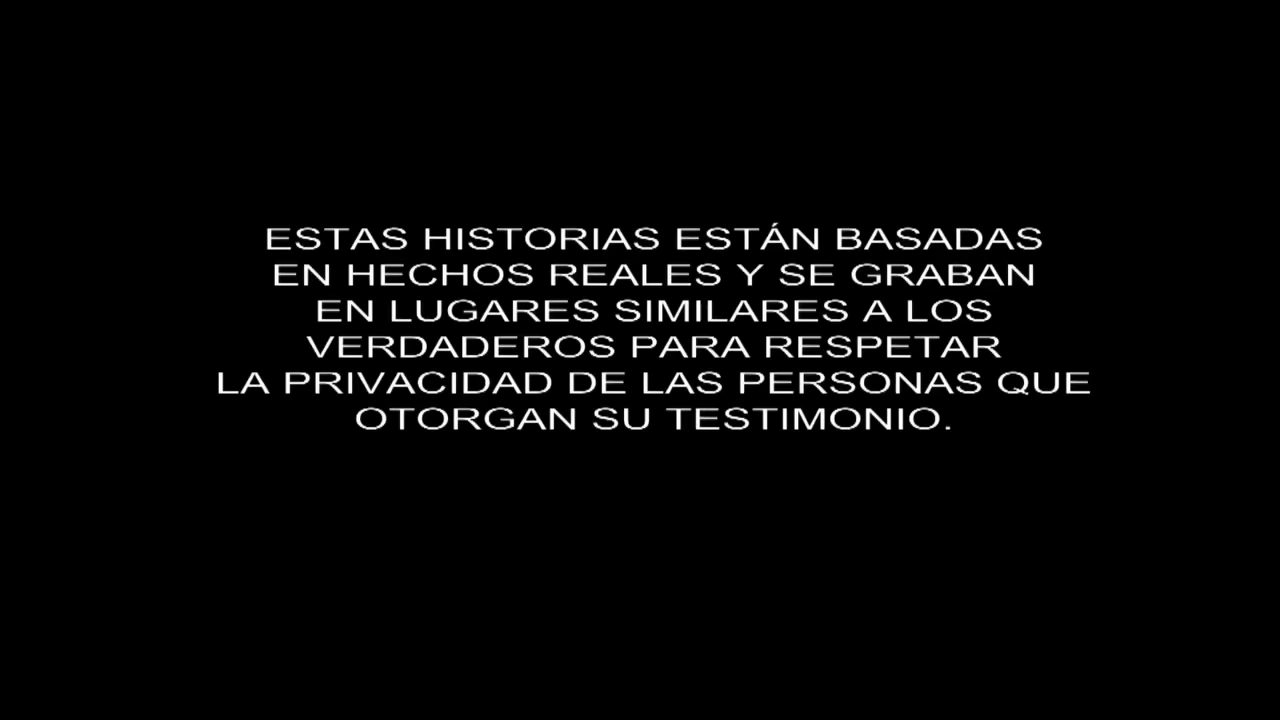 ESTAS HISTORIAS ESTÁN BASADAS
EN HECHOS REALES Y SE GRABAN
EN LUGARES SIMILARES A LOS
VERDADEROS PARA RESPETAR
LA PRIVACIDAD DE LAS PERSONAS QUE
OTORGAN SU TESTIMONIO.